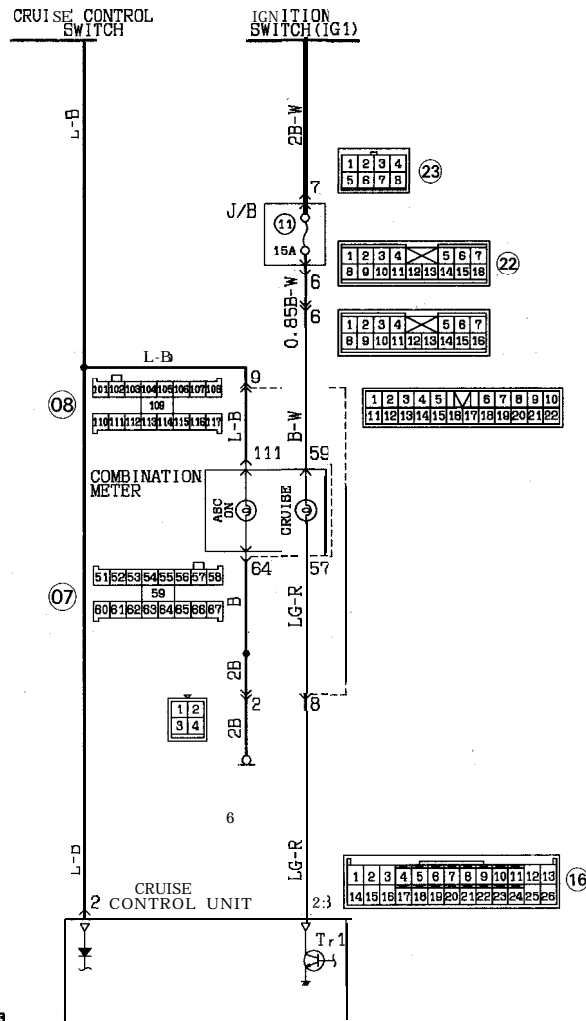 CRUISE CONTROL
SWITCH
IGNITION
SWITCH(IG1)
L-B
2B-W
1 2 3 4
5 6 7 8
23
7
J/B
11
15A
1 2 3 4 5 6 7
8 9 10 11 12 13 14 15 16
22
6
0.85B-W
6
1 2 3 4 5 6 7
8 9 10 11 12 13 14 15 16
L-B
9
101 102 103 104 105 106 107 108
109
110 111 112 113 114 115 116 117
08
L-B
B-W
1 2 3 4 5 6 7 8 9 10
11 12 13 14 15 16 17 18 19 20 21 22
111
59
COMBINATION
METER
ASC
ON
CRUISE
64
57
51 52 53 54 55 56 57 58
59
60 61 62 63 64 65 66 67
07
B
LG-R
2B
2
8
1 2
3 4
2B
6
L-B
LG-R
1 2 3 4 5 6 7 8 9 10 11 12 13
14 15 16 17 18 19 20 21 22 23 24 25 26
16
2
CRUISE
CONTROL UNIT
23
Tr1